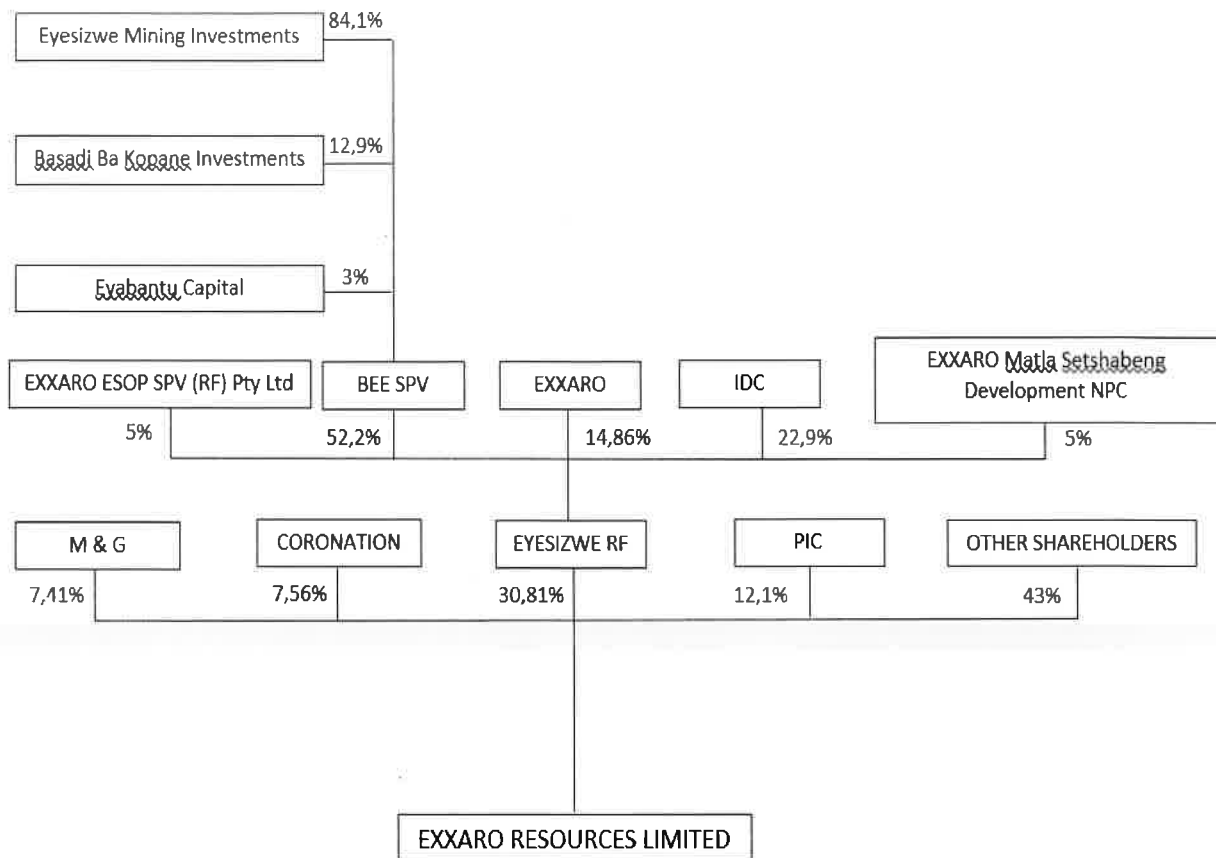 84,1%
Eyesizwe Mining Investments
12,9%
Basadi Ba Kopane Investments
3%
Eyabantu Capital
EXXARO ESOP SPV (RF) Pty Ltd
BEE SPV
EXXARO
IDC
EXXARO Matla Setshabeng
Development NPC
5%
52,2%
14,86%
22,9%
5%
M & G
CORONATION
EYESIZWE RF
PIC
OTHER SHAREHOLDERS
7,41%
7,56%
30,81%
12,1%
43%
EXXARO RESOURCES LIMITED